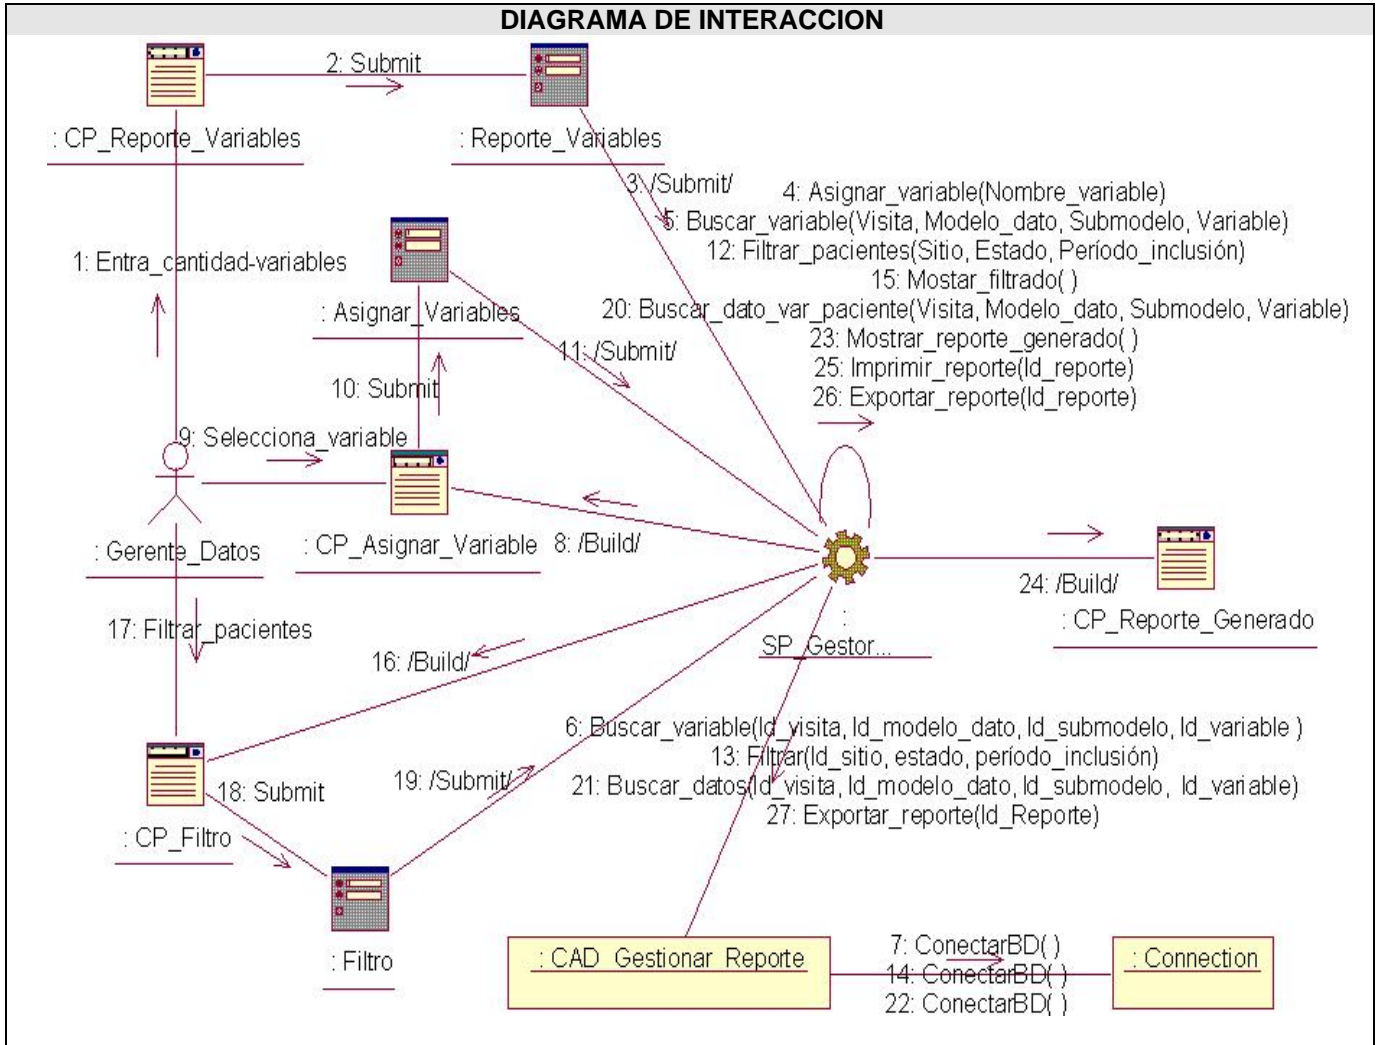 DIAGRAMA DE INTERACCION
2: Submit
: CP_Reporte_Variables
: Reporte_Variables
3: /Submit/
4: Asignar_variable(Nombre_variable)
5: Buscar_variable(Visita, Modelo_dato, Submodelo, Variable)
12: Filtrar_pacientes(Sitio, Estado, Período_inclusión)
15: Mostar_filtrado( )
20: Buscar_dato_var_paciente(Visita, Modelo_dato, Submodelo, Variable)
23: Mostrar_reporte_generado( )
25: Imprimir_reporte(Id_reporte)
26: Exportar_reporte(Id_reporte)
1: Entra_cantidad-variables
: Asignar_Variables
11: /Submit/
10: Submit
9: Selecciona_variable
: Gerente_Datos
: CP_Asignar_Variable
8: /Build/
24: /Build/
: CP_Reporte_Generado
:
SP_Gestor...
17: Filtrar_pacientes
16: /Build/
6: Buscar_variable(Id_visita, Id_modelo_dato, Id_submodelo, Id_variable )
13: Filtrar(Id_sitio, estado, período_inclusión)
21: Buscar_datos(Id_visita, Id_modelo_dato, Id_submodelo, Id_variable)
27: Exportar_reporte(Id_Reporte)
19: /Submit/
18: Submit
: CP_Filtro
: Filtro
: CAD_Gestionar_Reporte
7: ConectarBD( )
14: ConectarBD( )
22: ConectarBD( )
: Connection